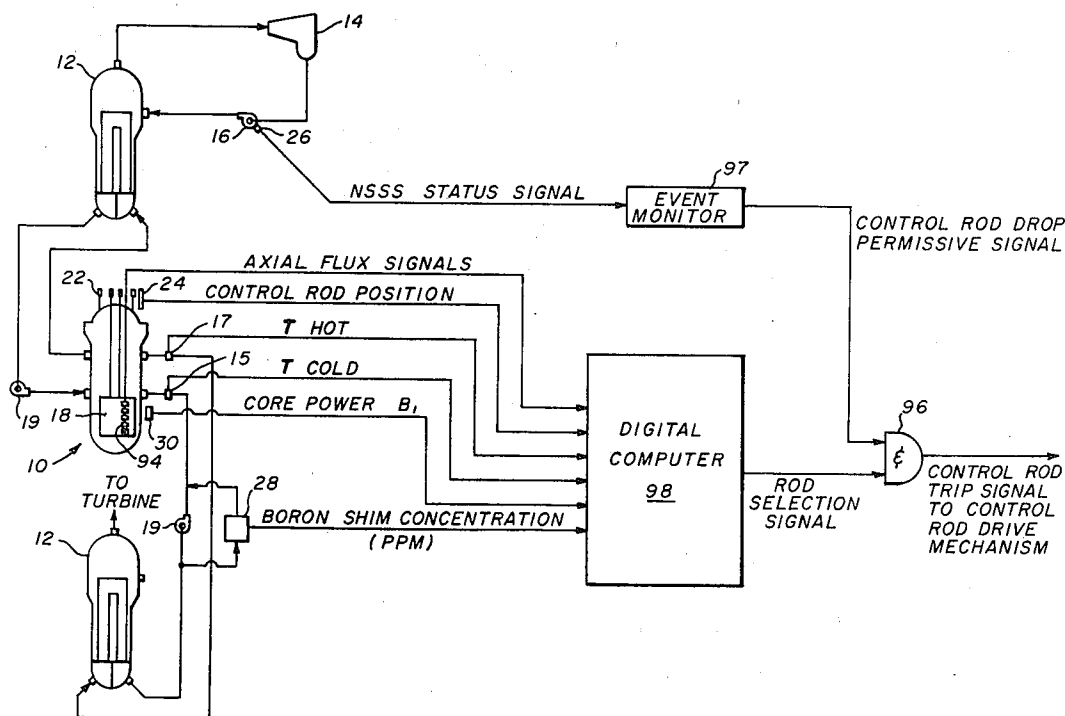 14
12
16
26
97
NSSS STATUS SIGNAL
EVENT
MONITOR
CONTROL ROD DROP
PERMISSIVE SIGNAL
AXIAL FLUX SIGNALS
22
24
CONTROL ROD POSITION
17
T HOT
15
T COLD
19
18
CORE POWER B₁
30
94
10
96
&
DIGITAL
COMPUTER
98
ROD
SELECTION
SIGNAL
CONTROL ROD
TRIP SIGNAL
TO CONTROL
ROD DRIVE
MECHANISM
TO
TURBINE
28
19
BORON SHIM CONCENTRATION
(PPM)
12